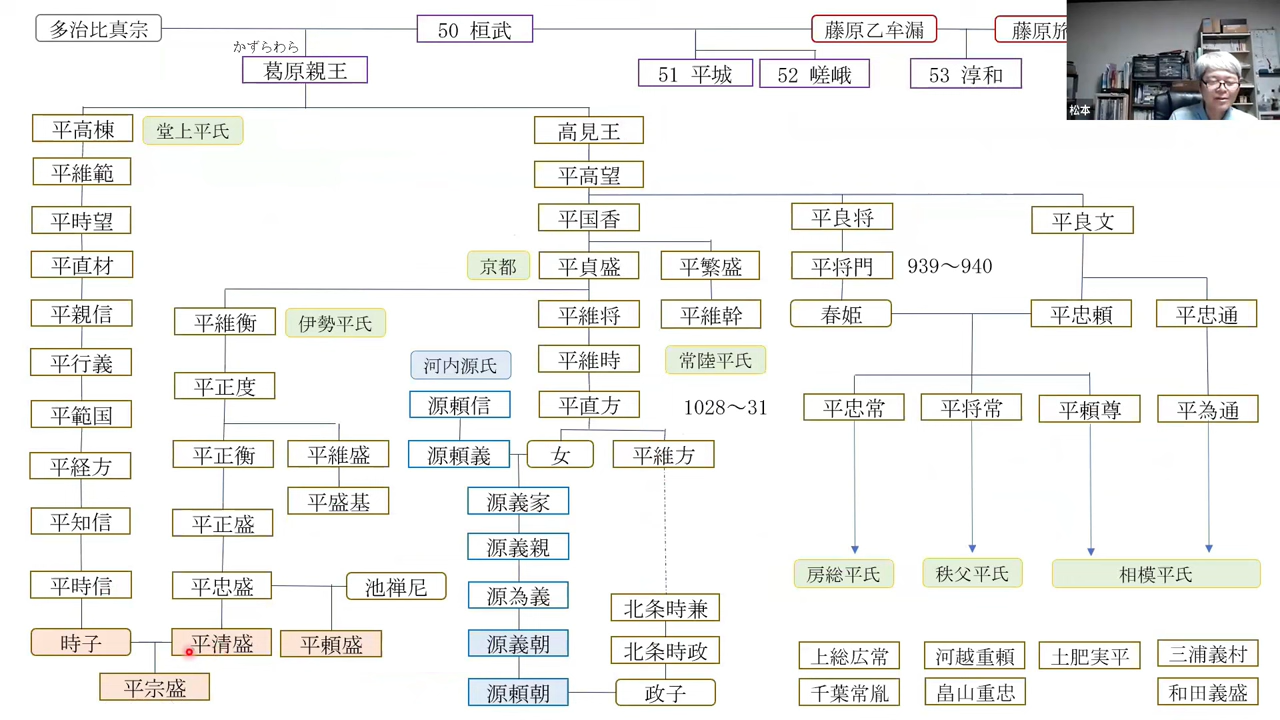 多治比真宗
50 桓武
藤原乙牟漏
藤原旅
かずらわら
葛原親王
51 平城
52 嵯峨
53 淳和
松本
平高棟
堂上平氏
高見王
平維範
平高望
平時望
平国香
平良将
平良文
平直材
京都
平貞盛
平繁盛
平将門
939～940
平親信
平維衡
伊勢平氏
平維将
平維幹
春姫
平忠頼
平忠通
平行義
河内源氏
平維時
常陸平氏
平正度
平範国
源頼信
平直方
1028～31
平忠常
平将常
平頼尊
平為通
平経方
平正衡
平維盛
源頼義
女
平維方
平盛基
源義家
平知信
平正盛
源義親
平時信
平忠盛
池禅尼
源為義
北条時兼
房総平氏
秩父平氏
相模平氏
時子
平清盛
平頼盛
源義朝
北条時政
上総広常
河越重頼
土肥実平
三浦義村
平宗盛
源頼朝
政子
千葉常胤
畠山重忠
和田義盛